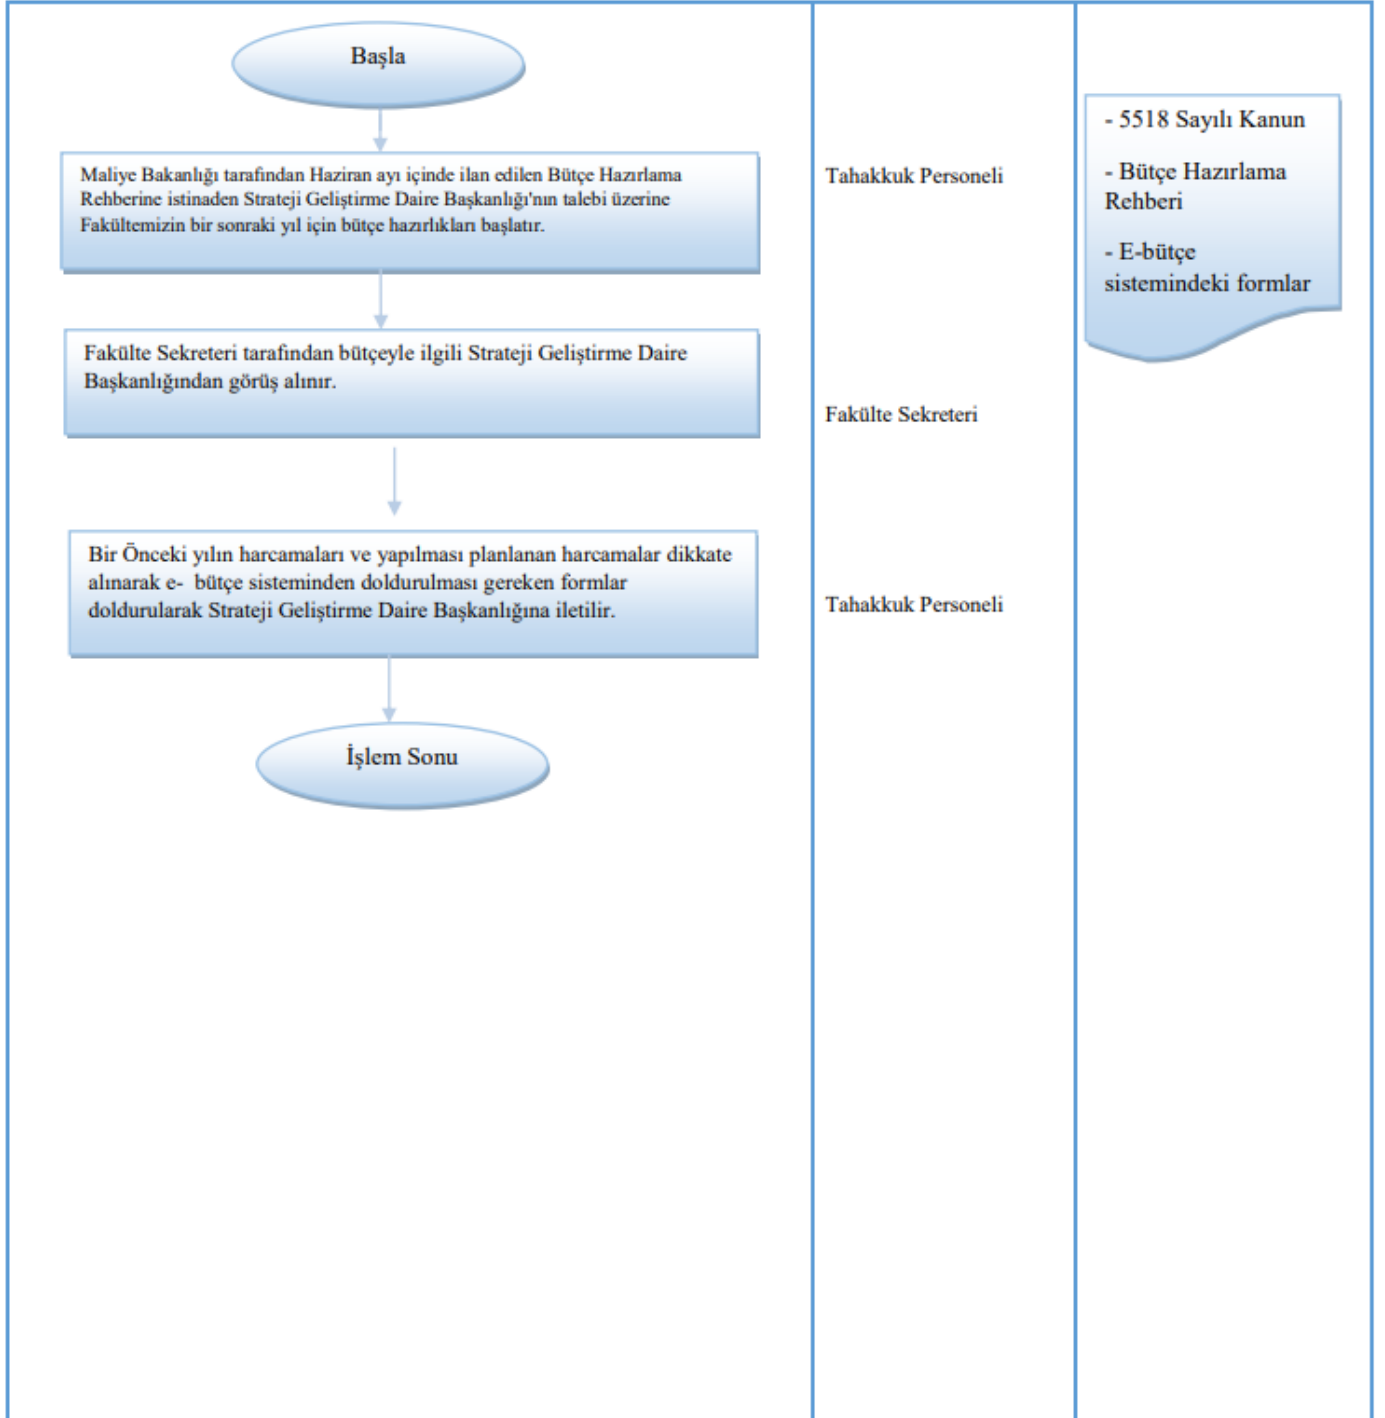 Başla
Maliye Bakanlığı tarafından Haziran ayı içinde ilan edilen Bütçe Hazırlama
Rehberine istinaden Strateji Geliştirme Daire Başkanlığı'nın talebi üzerine
Fakültemizin bir sonraki yıl için bütçe hazırlıkları başlatır.
Tahakkuk Personeli
- 5518 Sayılı Kanun
- Bütçe Hazırlama
Rehberi
- E-bütçe
sistemindeki formlar
Fakülte Sekreteri tarafından bütçeyle ilgili Strateji Geliştirme Daire
Başkanlığından görüş alınır.
Fakülte Sekreteri
Bir Önceki yılın harcamaları ve yapılması planlanan harcamalar dikkate
alınarak e-  bütçe sisteminden doldurulması gereken formlar
doldurularak Strateji Geliştirme Daire Başkanlığına iletilir.
Tahakkuk Personeli
İşlem Sonu